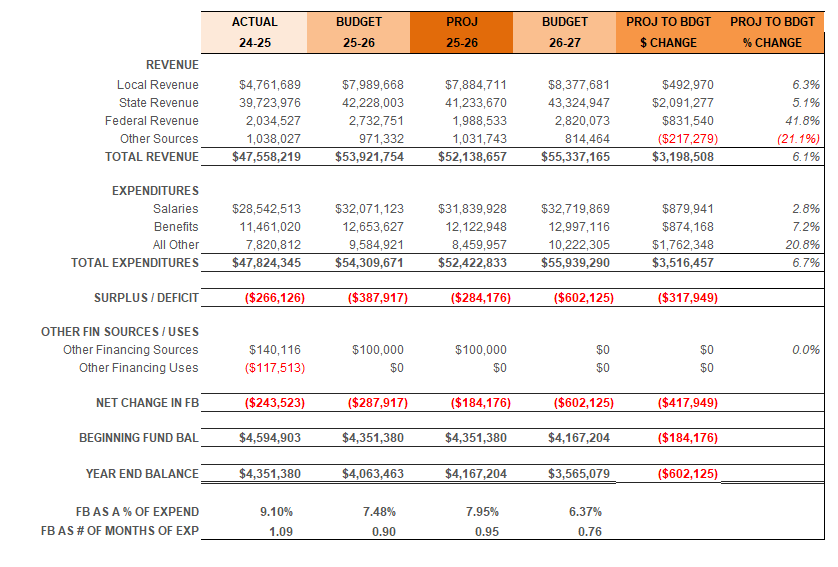 ACTUAL BUDGET PROJ BUDGET PROJ TO BDGT PROJ TO BDGT
24-25 25-26 25-26 26-27 $ CHANGE % CHANGE
REVENUE
Local Revenue $4,761,689 $7,989,668 $7,884,711 $8,377,681 $492,970 6.3%
State Revenue 39,723,976 42,228,003 41,233,670 43,324,947 $2,091,277 5.1%
Federal Revenue 2,034,527 2,732,751 1,988,533 2,820,073 $831,540 41.8%
Other Sources 1,038,027 971,332 1,031,743 814,464 ($217,279) (21.1%)
TOTAL REVENUE $47,558,219 $53,921,754 $52,138,657 $55,337,165 $3,198,508 6.1%
EXPENDITURES
Salaries $28,542,513 $32,071,123 $31,839,928 $32,719,869 $879,941 2.8%
Benefits 11,461,020 12,653,627 12,122,948 12,997,116 $874,168 7.2%
All Other 7,820,812 9,584,921 8,459,957 10,222,305 $1,762,348 20.8%
TOTAL EXPENDITURES $47,824,345 $54,309,671 $52,422,833 $55,939,290 $3,516,457 6.7%
SURPLUS / DEFICIT ($266,126) ($387,917) ($284,176) ($602,125) ($317,949)
OTHER FIN SOURCES / USES
Other Financing Sources $140,116 $100,000 $100,000 $0 $0 0.0%
Other Financing Uses ($117,513) $0 $0 $0 $0
NET CHANGE IN FB ($243,523) ($287,917) ($184,176) ($602,125) ($417,949)
BEGINNING FUND BAL $4,594,903 $4,351,380 $4,351,380 $4,167,204 ($184,176)
YEAR END BALANCE $4,351,380 $4,063,463 $4,167,204 $3,565,079 ($602,125)
FB AS A % OF EXPEND 9.10% 7.48% 7.95% 6.37%
FB AS # OF MONTHS OF EXP 1.09 0.90 0.95 0.76